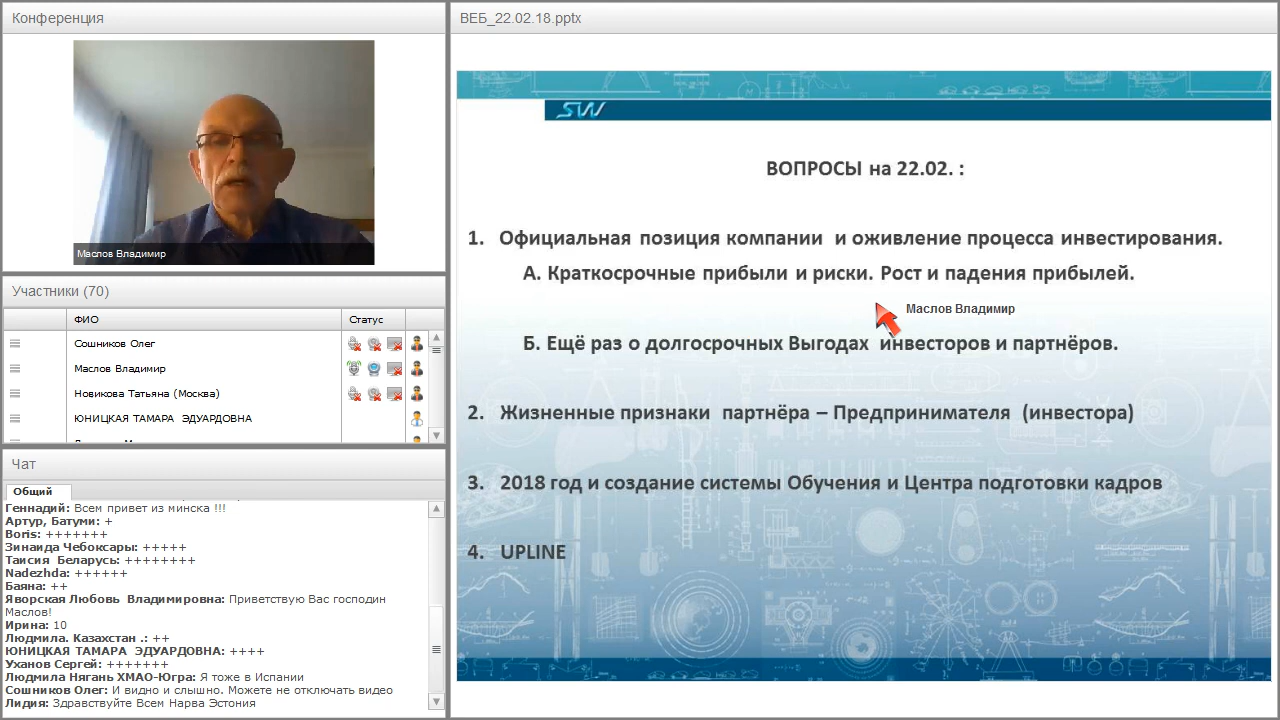 Конференция
Маслов Владимир
Участники (70)
ФИО
Статус
Сошников Олег
Маслов Владимир
Новикова Татьяна (Москва)
ЮНИЦКАЯ ТАМАРА ЭДУАРДОВНА
Чат
Общий
Геннадий: Всем привет из минска !!!
Артур, Батуми: +
Boris: +++++++
Зинаида Чебоксары: +++++
Таисия Беларусь: ++++++++
Nadezhda: ++++++
Баяна: ++
Яворская Любовь Владимировна: Приветствую Вас господин
Маслов!
Ирина: 10
Людмила. Казахстан .: ++
ЮНИЦКАЯ ТАМАРА ЭДУАРДОВНА: ++++
Уханов Сергей: +++++++
Людмила Нягань ХМАО-Югра: Я тоже в Испании
Сошников Олег: И видно и слышно. Можете не отключать видео
Лидия: Здравствуйте Всем Нарва Эстония
ВЕБ_22.02.18.pptx
SW
ВОПРОСЫ на 22.02. :
1. Официальная позиция компании и оживление процесса инвестирования.
А. Краткосрочные прибыли и риски. Рост и падения прибылей.
Маслов Владимир
Б. Ещё раз о долгосрочных Выгодах инвесторов и партнёров.
2. Жизненные признаки партнёра – Предпринимателя (инвестора)
3. 2018 год и создание системы Обучения и Центра подготовки кадров
4. UPLINE